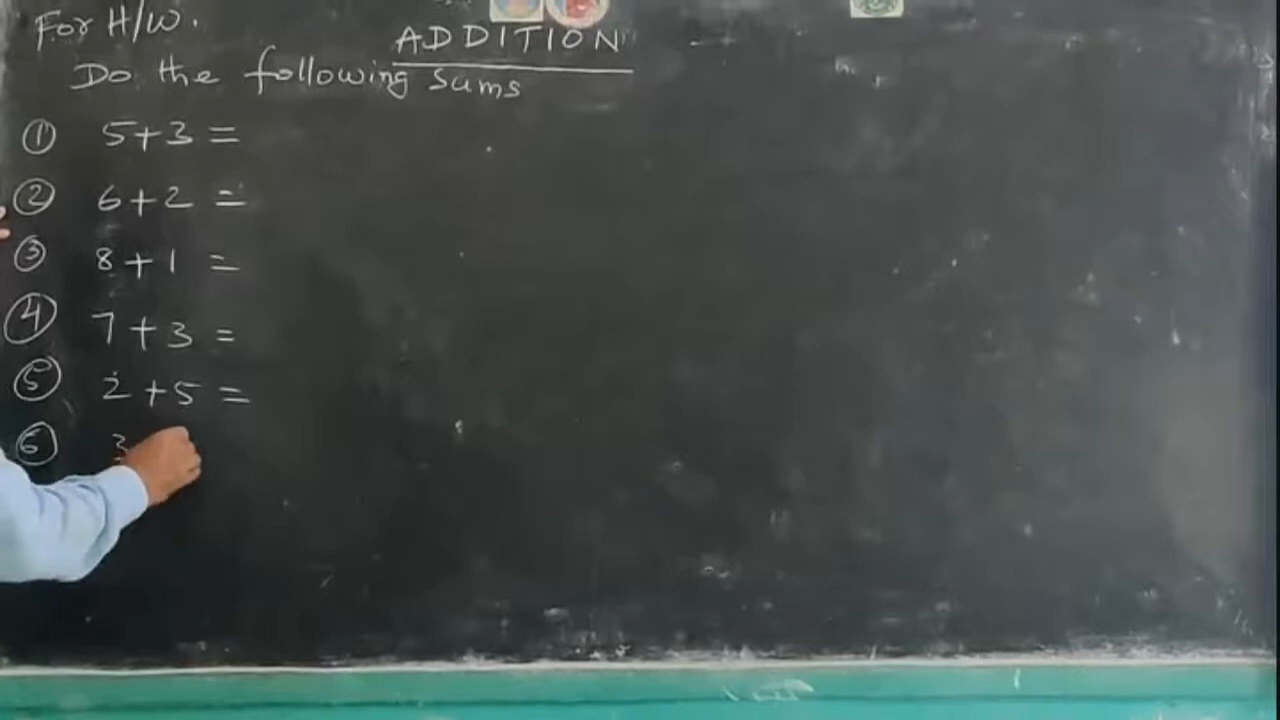 For H/W.
ADDITION
Do the following sums
① 5+3 =
② 6+2 =
③ 8+1 =
④ 7+3 =
⑤ 2+5 =
⑥ 3